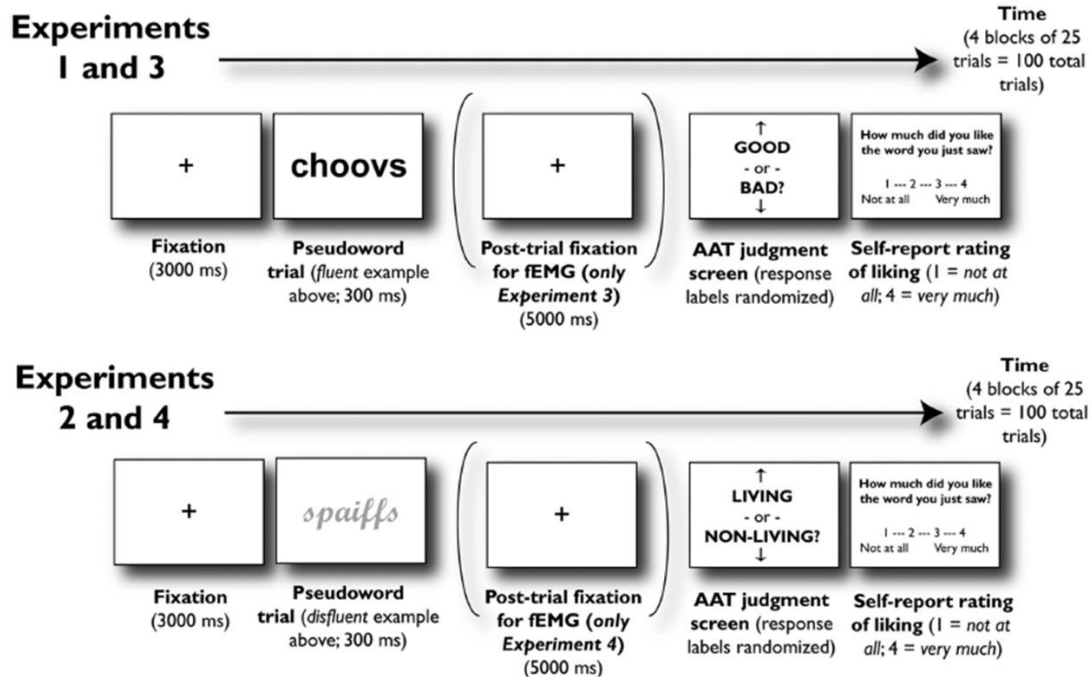 Experiments
1 and 3
Time
(4 blocks of 25
trials = 100 total
trials)
+
choovs
+
↑
GOOD
- or -
BAD?
↓
How much did you like
the word you just saw?
1 --- 2 --- 3 --- 4
Not at all Very much
Fixation
(3000 ms)
Pseudoword
trial (fluent example
above; 300 ms)
Post-trial fixation
for fEMG (only
Experiment 3)
(5000 ms)
AAT judgment
screen (response
labels randomized)
Self-report rating
of liking (1 = not at
all; 4 = very much)
Experiments
2 and 4
Time
(4 blocks of 25
trials = 100 total
trials)
+
spaiffs
+
↑
LIVING
- or -
NON-LIVING?
↓
How much did you like
the word you just saw?
1 --- 2 --- 3 --- 4
Not at all Very much
Fixation
(3000 ms)
Pseudoword
trial (disfluent example
above; 300 ms)
Post-trial fixation
for fEMG (only
Experiment 4)
(5000 ms)
AAT judgment
screen (response
labels randomized)
Self-report rating
of liking (1 = not at
all; 4 = very much)